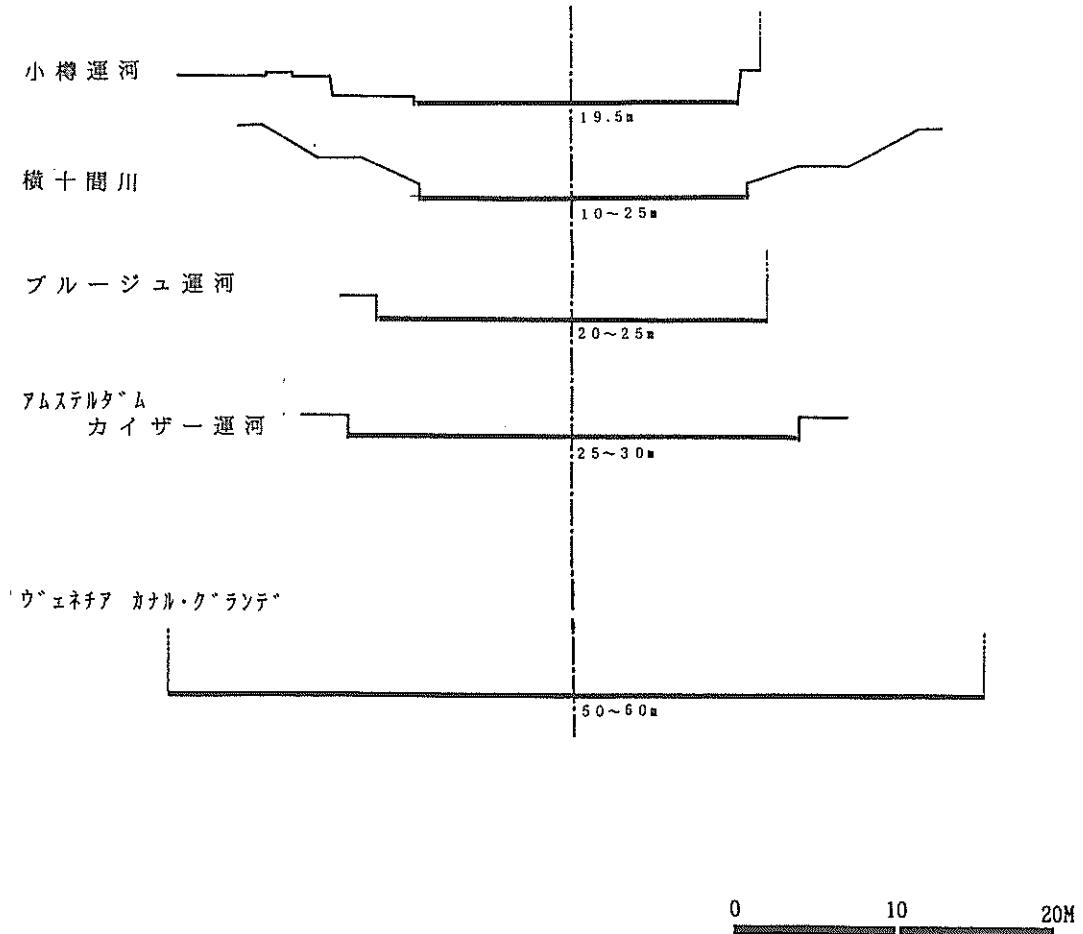 小樽運河
19.5m
横十間川
10~25m
ブルージュ運河
20~25m
ｱﾑｽﾃﾙﾀﾞﾑ
カイザー運河
25~30m
ｳﾞｪﾈﾁｱ ｶﾅﾙ･ｸﾞﾗﾝﾃﾞ
50~60m
0 10 20M